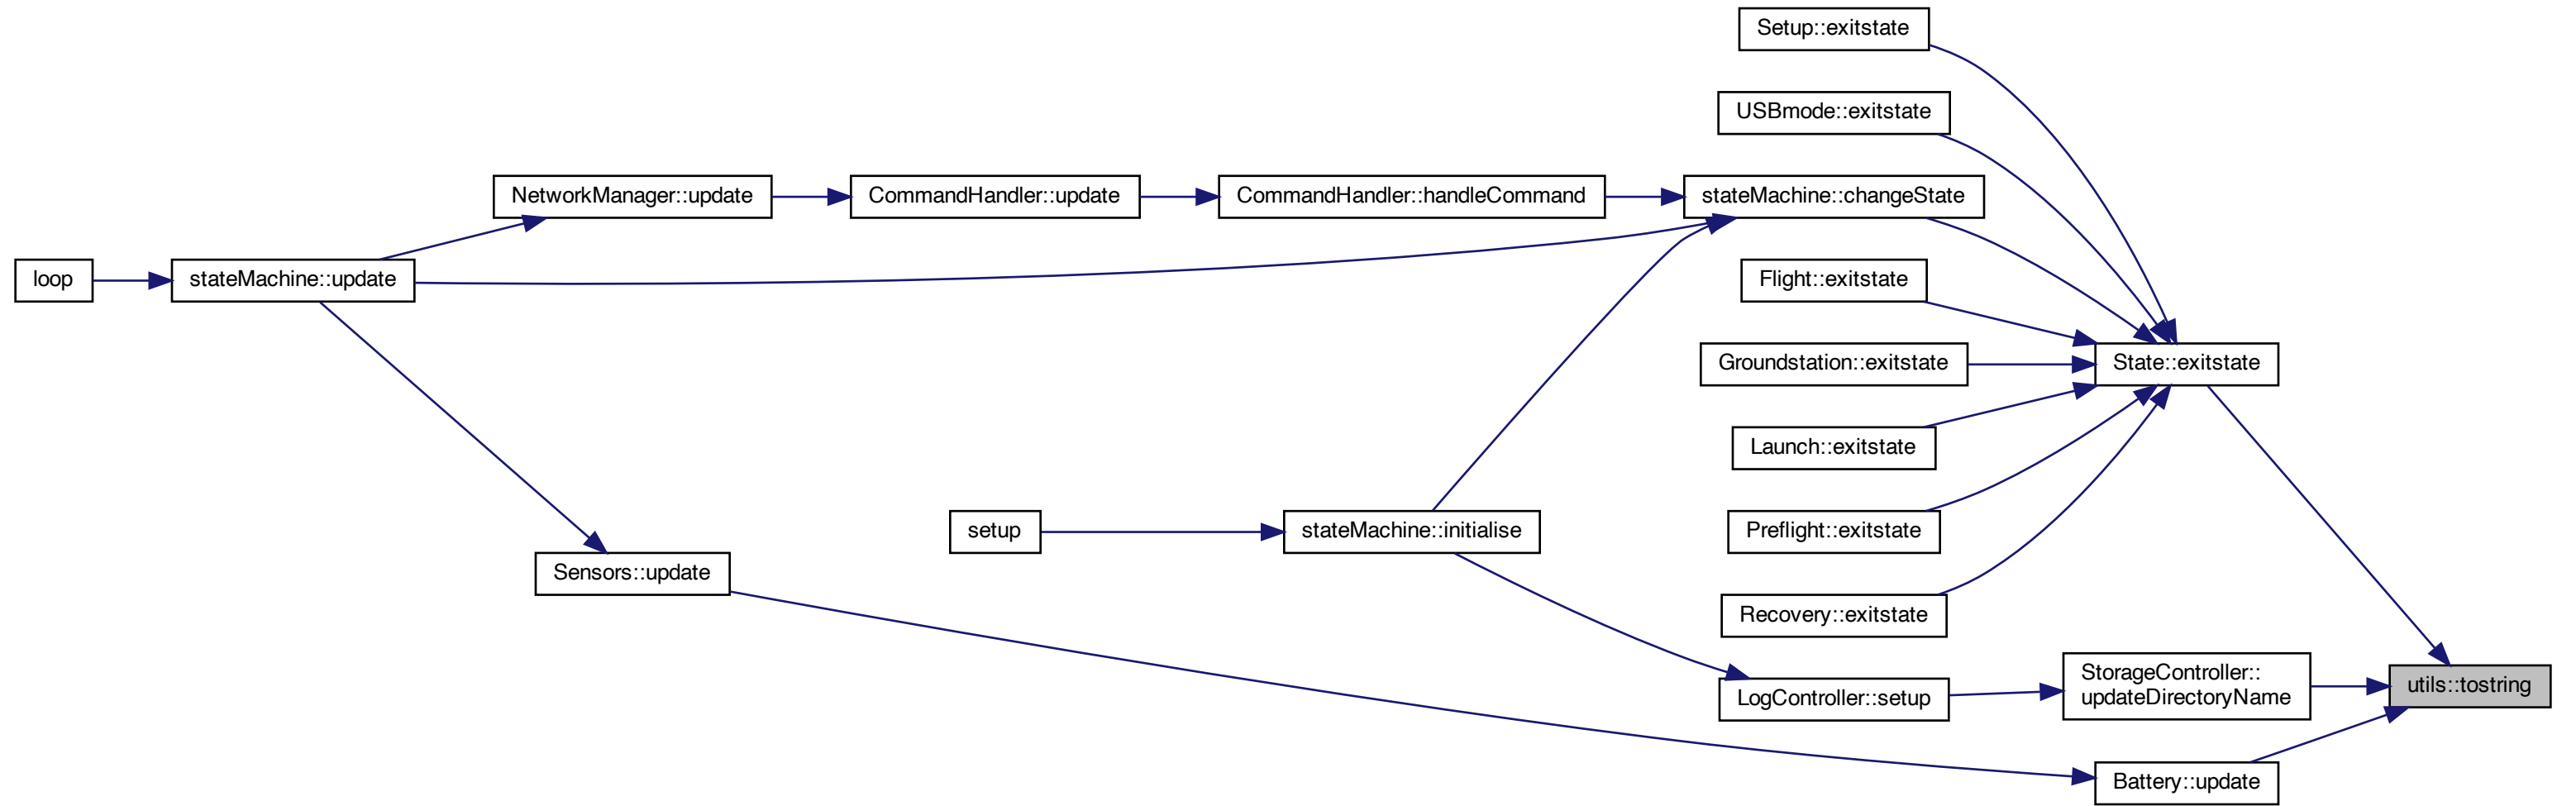 Setup::exitstate
USBmode::exitstate
NetworkManager::update
CommandHandler::update
CommandHandler::handleCommand
stateMachine::changeState
loop
stateMachine::update
Flight::exitstate
Groundstation::exitstate
State::exitstate
Launch::exitstate
setup
stateMachine::initialise
Preflight::exitstate
Sensors::update
Recovery::exitstate
LogController::setup
StorageController::
updateDirectoryName
utils::tostring
Battery::update